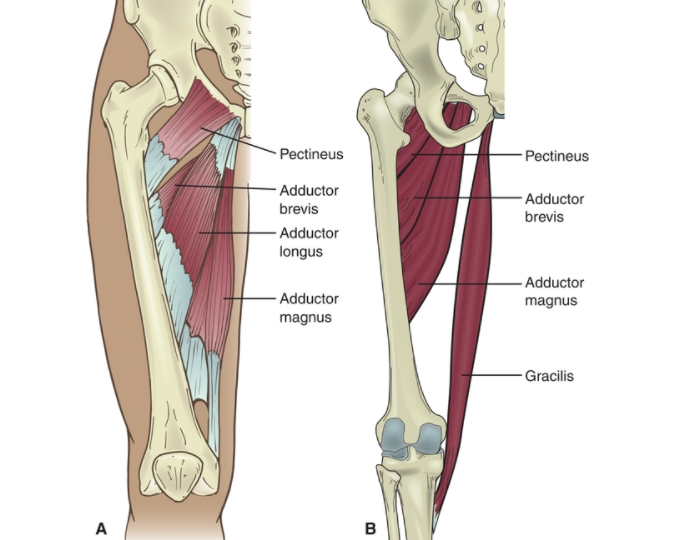 Pectineus
Adductor
brevis
Adductor
longus
Adductor
magnus
A
Pectineus
Adductor
brevis
Adductor
magnus
Gracilis
B